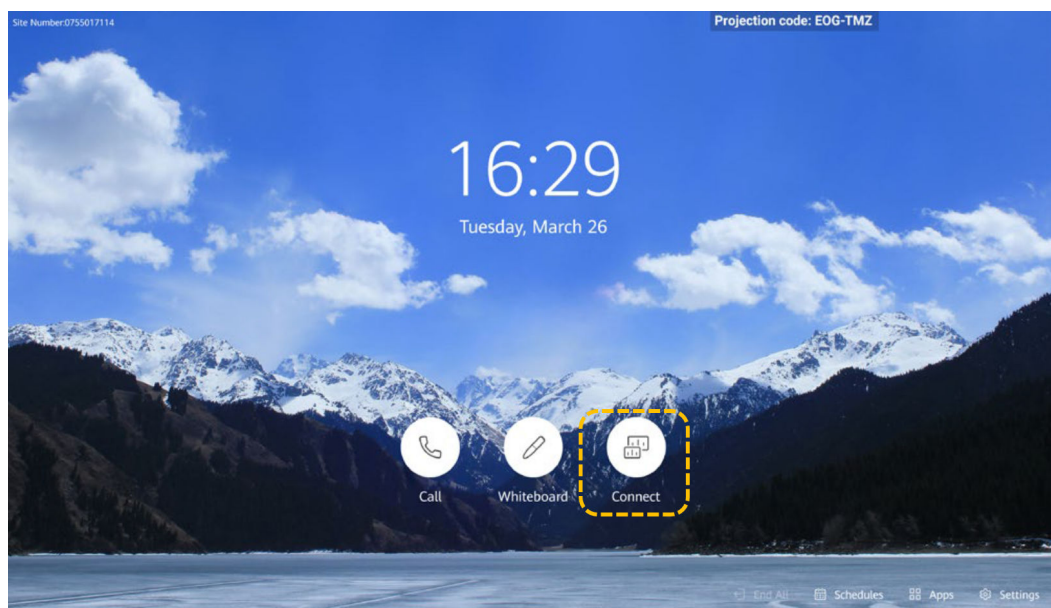 Site Number:0755017114
Projection code: EOG-TMZ
16:29
Tuesday, March 26
Call
Whiteboard
Connect
End All
Schedules
Apps
Settings